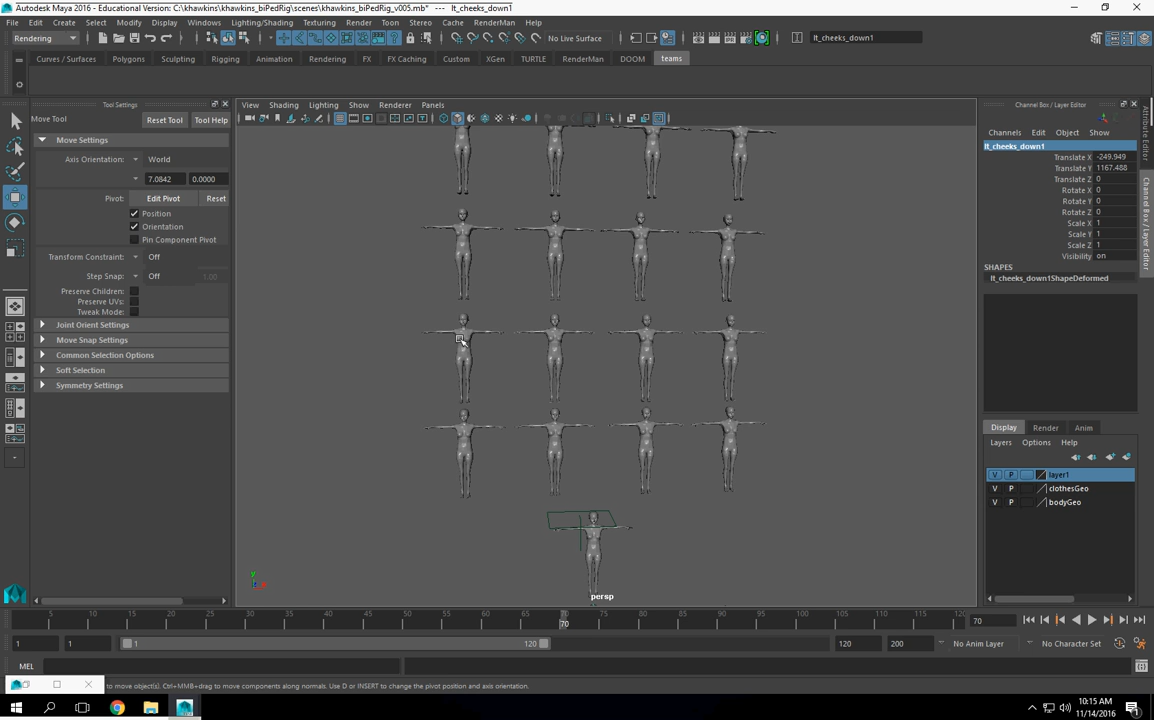 Autodesk Maya 2016 - Educational Version: C:\khawkins\khawkins_biPedRig\scenes\khawkins_biPedRig_v005.mb* --- lt_cheeks_down1
File Edit Create Select Modify Display Windows Lighting/Shading Texturing Render Toon Stereo Cache RenderMan Help
Rendering No Live Surface lt_cheeks_down1
Curves / Surfaces Polygons Sculpting Rigging Animation Rendering FX FX Caching Custom XGen TURTLE RenderMan DOOM teams
Tool Settings
Move Tool Reset Tool Tool Help
Move Settings
Axis Orientation: World
7.0842 0.0000
Pivot: Edit Pivot Reset
Position
Orientation
Pin Component Pivot
Transform Constraint: Off
Step Snap: Off 1.00
Preserve Children:
Preserve UVs:
Tweak Mode:
Joint Orient Settings
Move Snap Settings
Common Selection Options
Soft Selection
Symmetry Settings
View Shading Lighting Show Renderer Panels
persp
Channel Box / Layer Editor
Channels Edit Object Show
lt_cheeks_down1
Translate X -249.949
Translate Y 1167.488
Translate Z 0
Rotate X 0
Rotate Y 0
Rotate Z 0
Scale X 1
Scale Y 1
Scale Z 1
Visibility on
SHAPES
lt_cheeks_down1ShapeDeformed
Display Render Anim
Layers Options Help
V P layer1
V P clothesGeo
V P bodyGeo
Attribute Editor
Channel Box / Layer Editor
5 10 15 20 25 30 35 40 45 50 55 60 65 70 75 80 85 90 95 100 105 110 115 120
70
70
1 1 1 120 120 200 No Anim Layer No Character Set
MEL
to move object(s). Ctrl+MMB+drag to move components along normals. Use D or INSERT to change the pivot position and axis orientation.
10:15 AM
11/14/2016